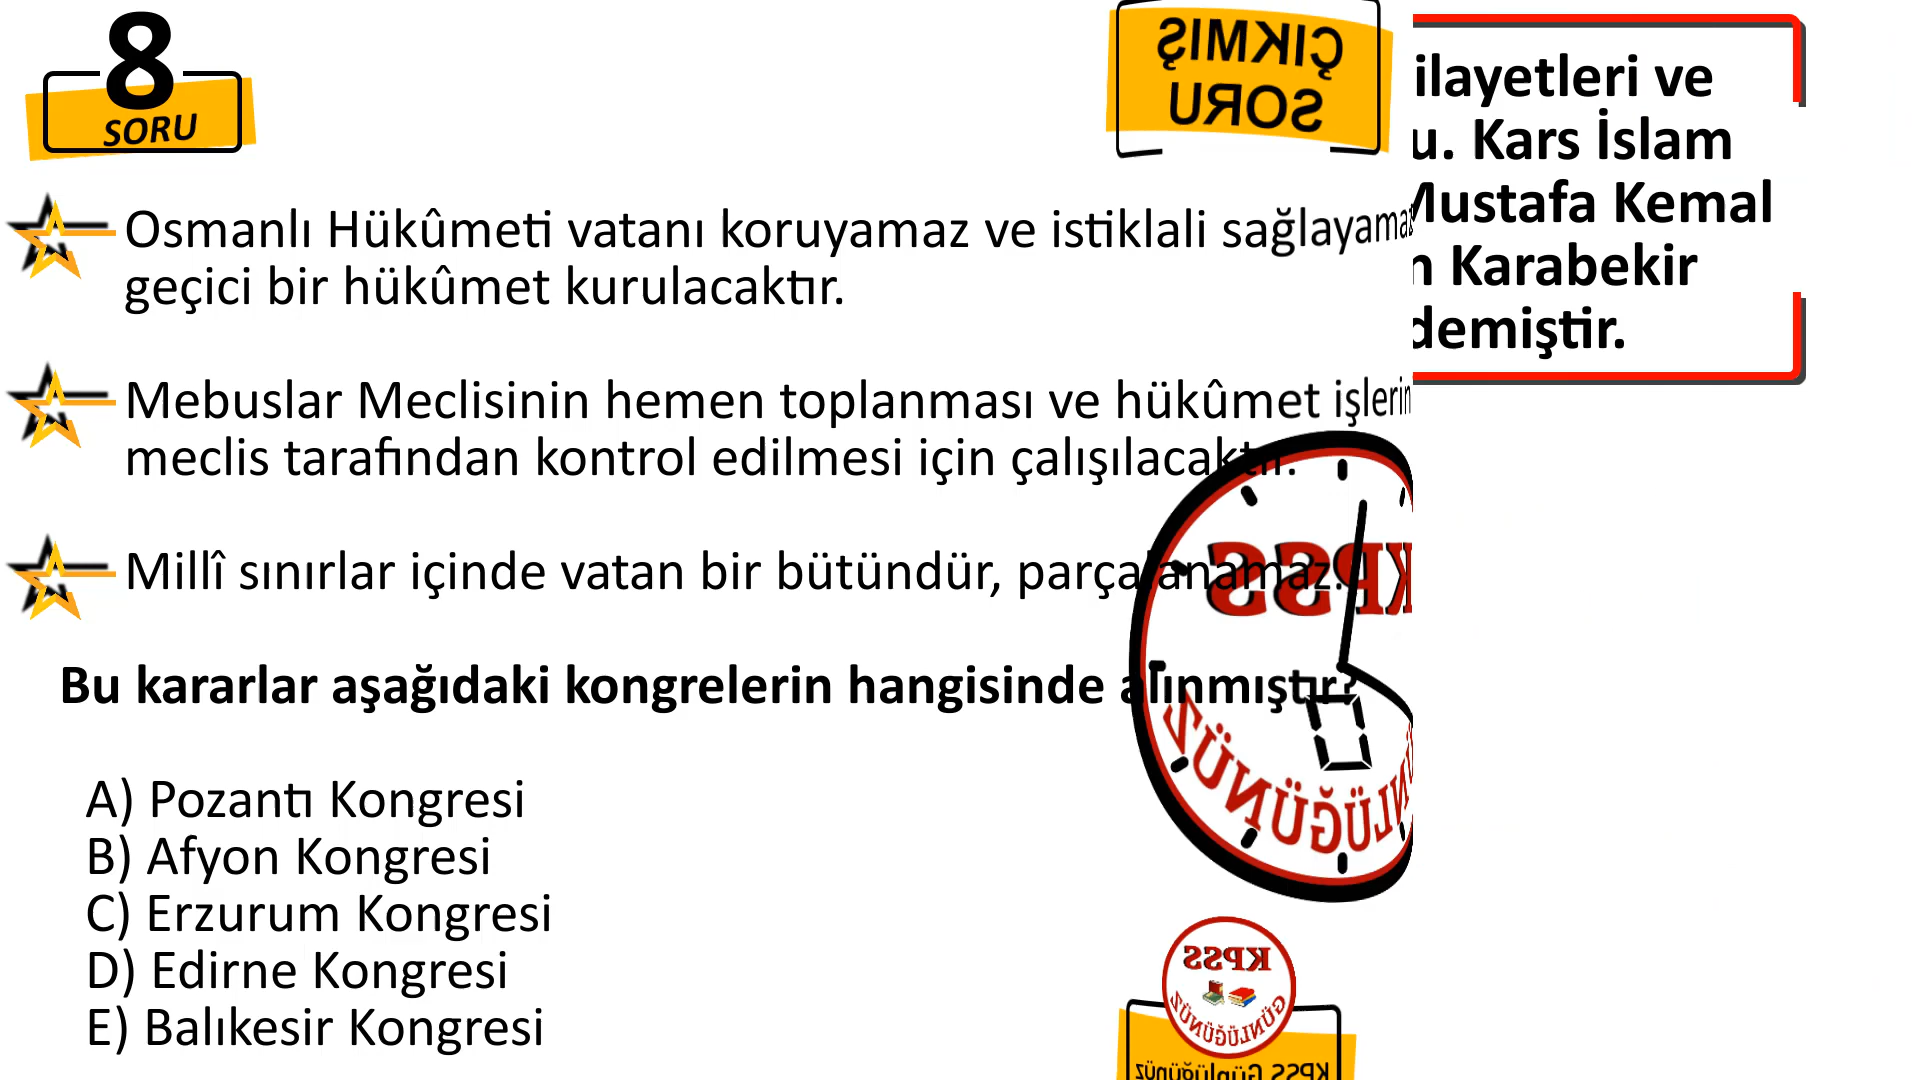 8
SORU
ÇIKMIŞ
SORU
ilayetleri ve
u. Kars İslam
Mustafa Kemal
n Karabekir
demiştir.
Osmanlı Hükûmeti vatanı koruyamaz ve istiklali sağlayamaz
geçici bir hükûmet kurulacaktır.
Mebuslar Meclisinin hemen toplanması ve hükûmet işlerin
meclis tarafından kontrol edilmesi için çalışılacaktır.
Millî sınırlar içinde vatan bir bütündür, parçalanamaz.
Bu kararlar aşağıdaki kongrelerin hangisinde alınmıştır?
KPSS
GÜNLÜĞÜNÜZ
0
A) Pozantı Kongresi
B) Afyon Kongresi
C) Erzurum Kongresi
D) Edirne Kongresi
E) Balıkesir Kongresi
KPSS
GÜNLÜĞÜNÜZ
KPSS Günlüğünüz